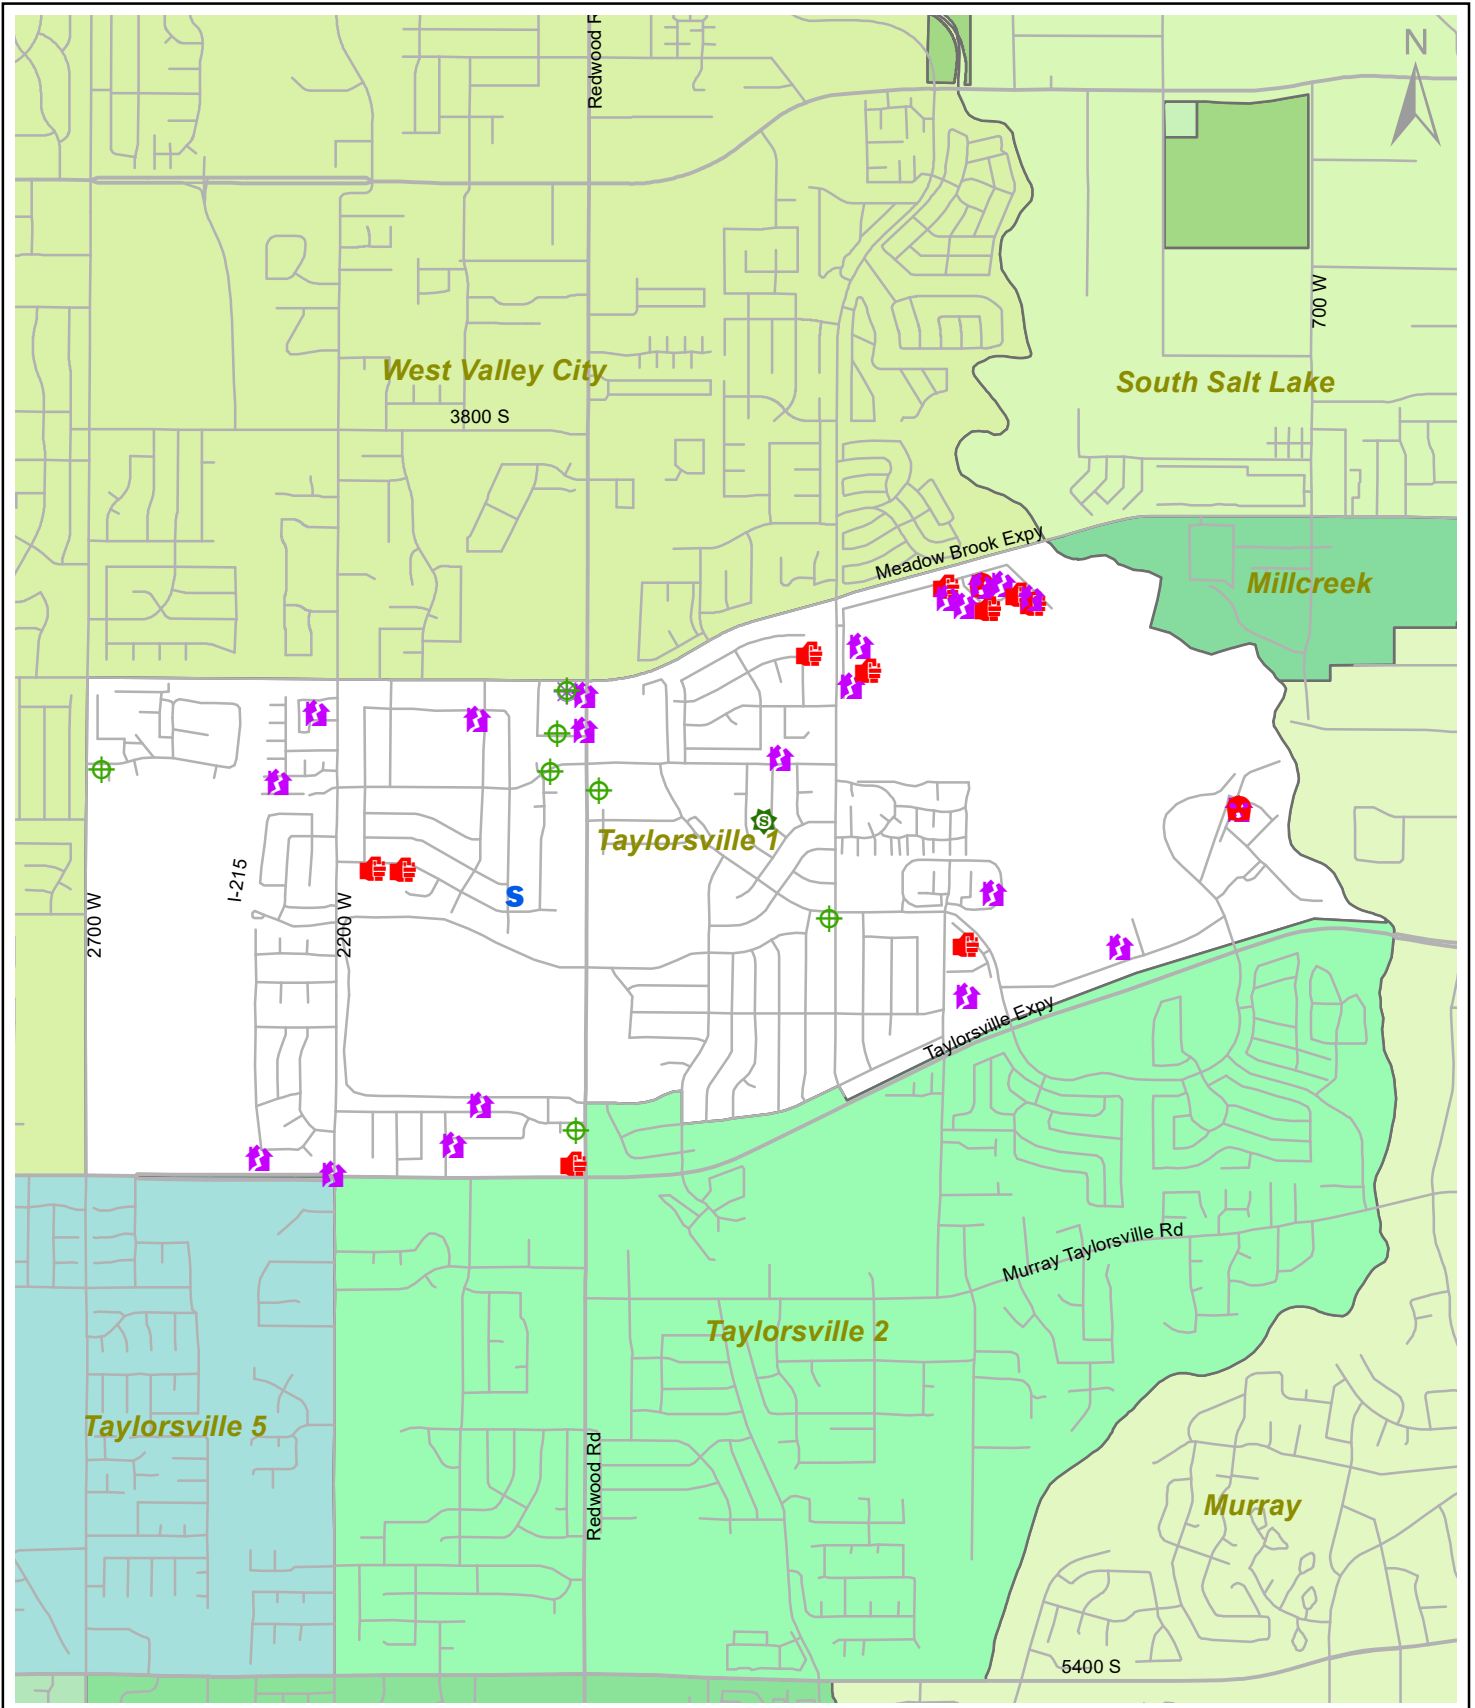 Redwood R
N
700 W
West Valley City
South Salt Lake
3800 S
Meadow Brook Expy
Millcreek
S
Taylorsville 1
I-215
S
2700 W
2200 W
Taylorsville Expy
Murray Taylorsville Rd
Taylorsville 2
Taylorsville 5
Redwood Rd
Murray
5400 S